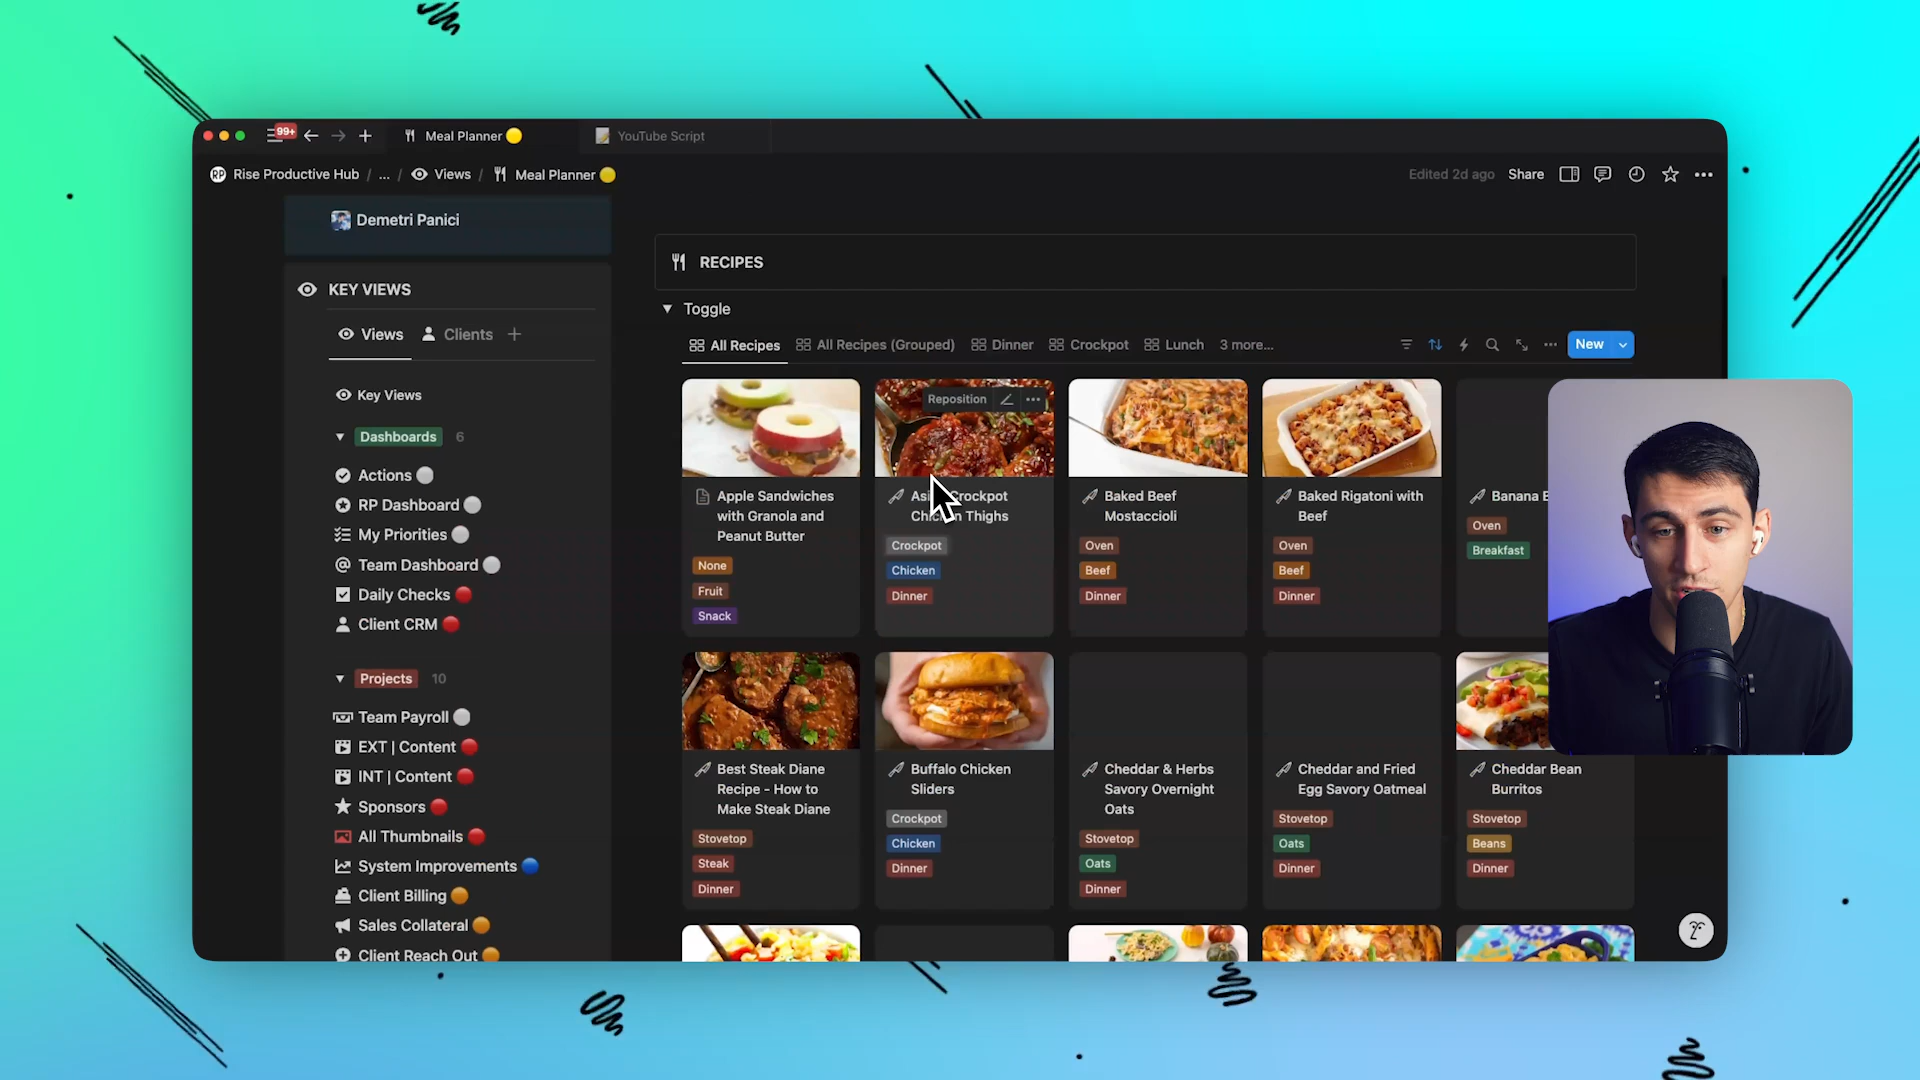 99+
Meal Planner
YouTube Script
RP Rise Productive Hub / ... / Views / Meal Planner
Edited 2d ago Share
Demetri Panici
KEY VIEWS
Views Clients
Key Views
Dashboards 6
Actions
RP Dashboard
My Priorities
@ Team Dashboard
Daily Checks
Client CRM
Projects 10
Team Payroll
EXT | Content
INT | Content
Sponsors
All Thumbnails
System Improvements
Client Billing
Sales Collateral
Client Reach Out
RECIPES
Toggle
All Recipes All Recipes (Grouped) Dinner Crockpot Lunch 3 more... New
Apple Sandwiches
with Granola and
Peanut Butter
None
Fruit
Snack
Reposition
Crockpot
Thighs
Crockpot
Chicken
Dinner
Baked Beef
Mostaccioli
Oven
Beef
Dinner
Baked Rigatoni with
Beef
Oven
Beef
Dinner
Banana
Oven
Breakfast
Best Steak Diane
Recipe - How to
Make Steak Diane
Stovetop
Steak
Dinner
Buffalo Chicken
Sliders
Crockpot
Chicken
Dinner
Cheddar & Herbs
Savory Overnight
Oats
Stovetop
Oats
Dinner
Cheddar and Fried
Egg Savory Oatmeal
Stovetop
Oats
Dinner
Cheddar Bean
Burritos
Stovetop
Beans
Dinner